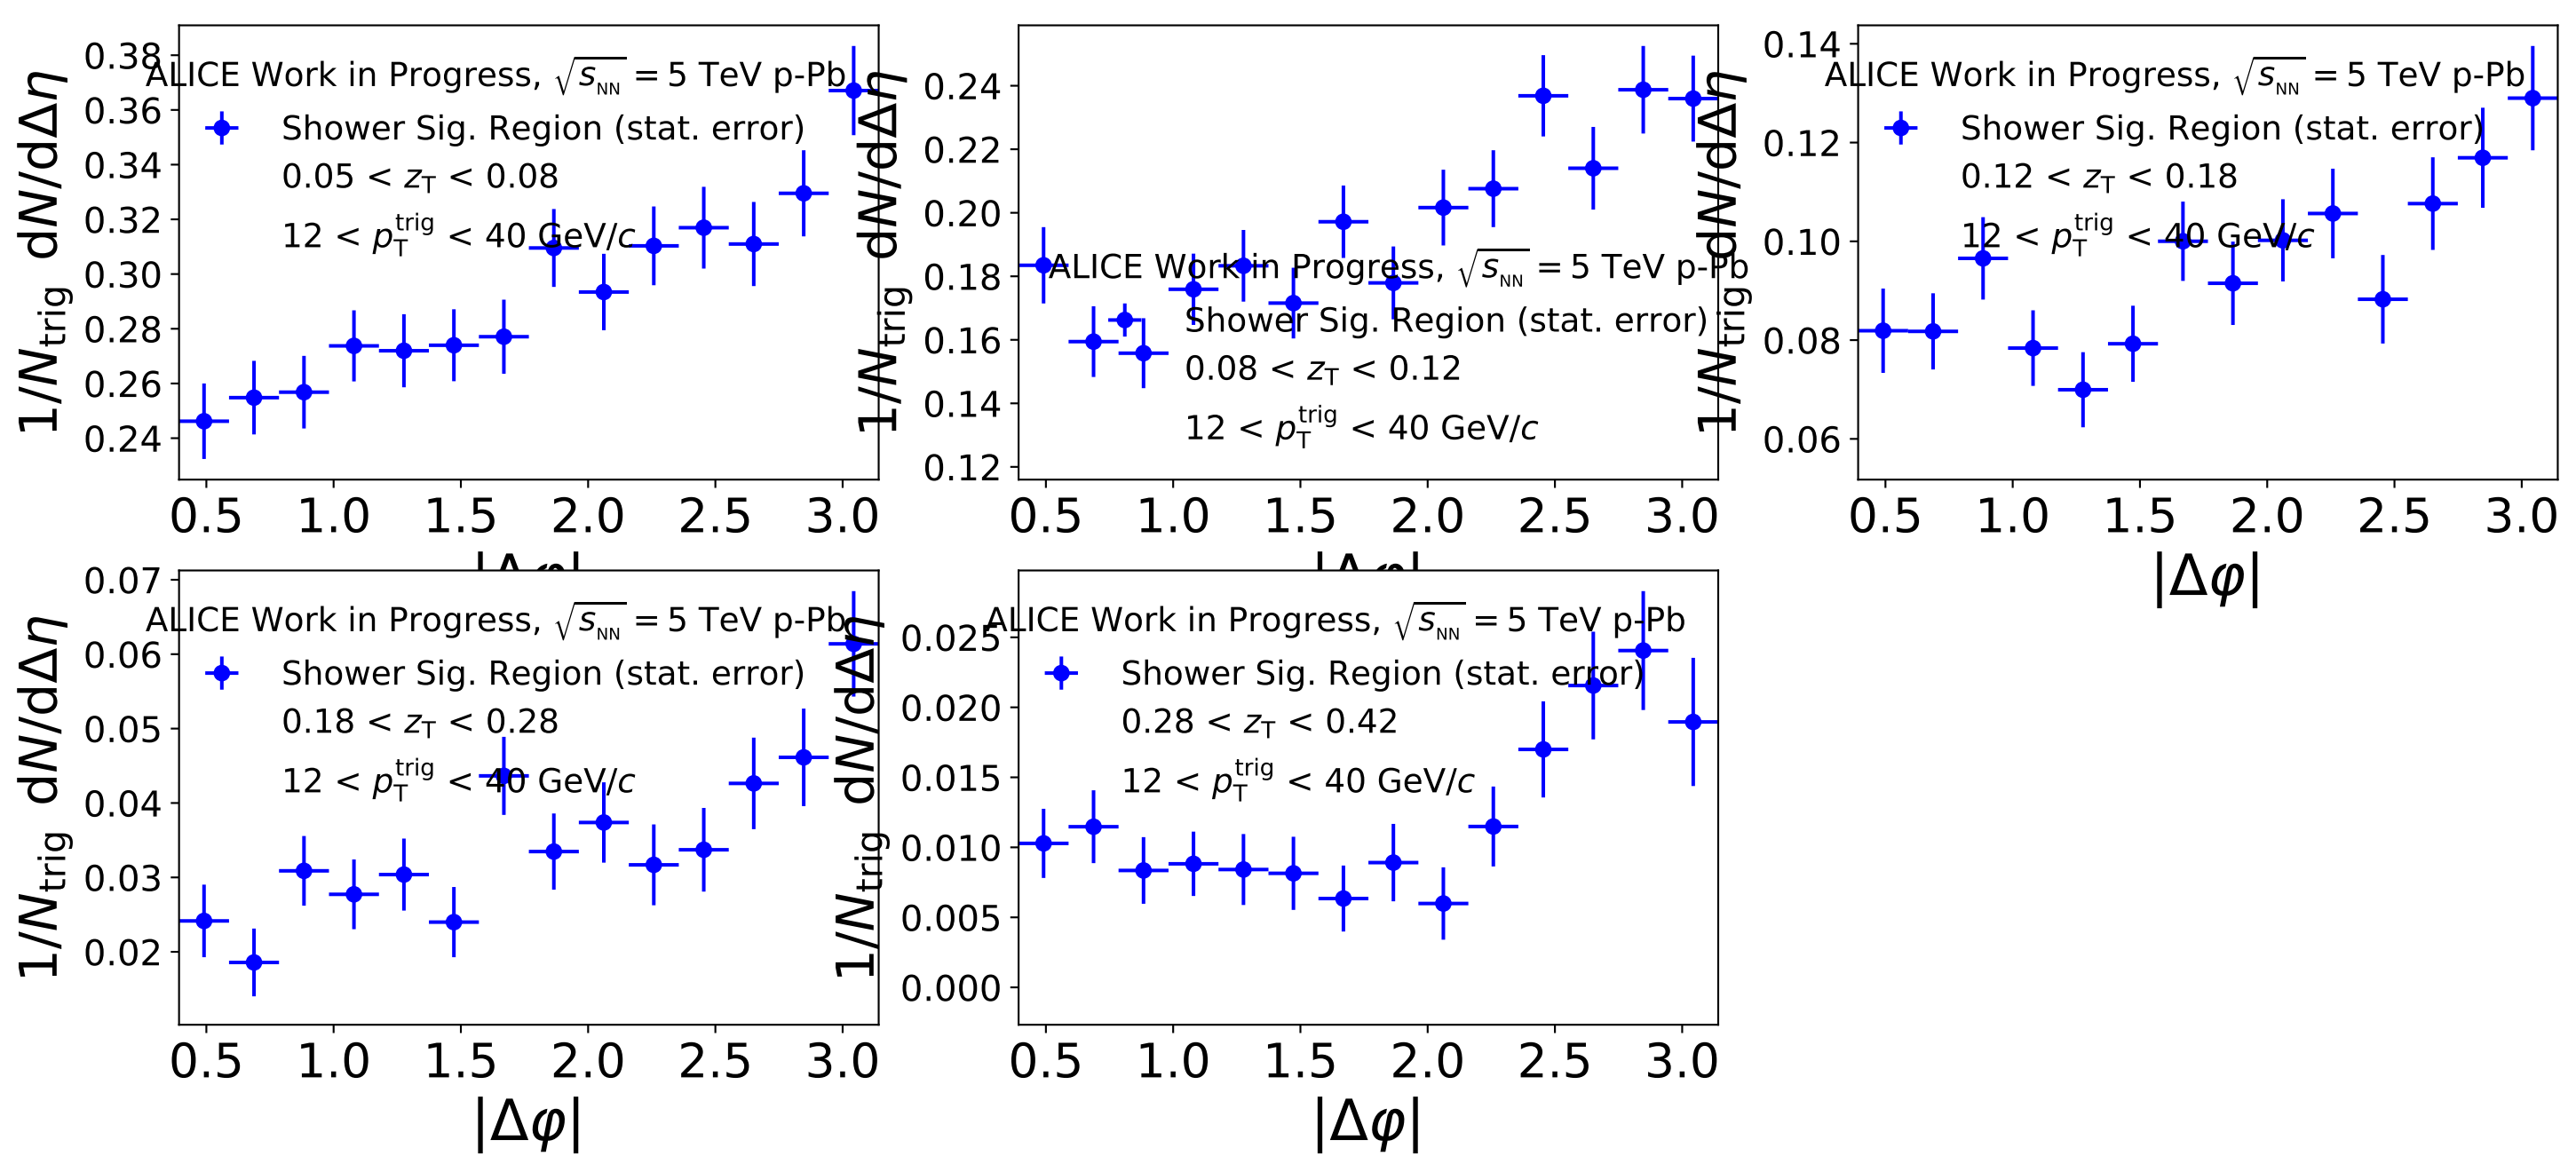 1/N_trig dN/dΔη
0.38
0.36
0.34
0.32
0.30
0.28
0.26
0.24
ALICE Work in Progress, √s_NN = 5 TeV p-Pb
Shower Sig. Region (stat. error)
0.05 < z_T < 0.08
12 < p_T^trig < 40 GeV/c
0.5 1.0 1.5 2.0 2.5 3.0
|Δφ|
1/N_trig dN/dΔη
0.24
0.22
0.20
0.18
0.16
0.14
0.12
ALICE Work in Progress, √s_NN = 5 TeV p-Pb
Shower Sig. Region (stat. error)
0.08 < z_T < 0.12
12 < p_T^trig < 40 GeV/c
0.5 1.0 1.5 2.0 2.5 3.0
|Δφ|
1/N_trig dN/dΔη
0.14
0.12
0.10
0.08
0.06
ALICE Work in Progress, √s_NN = 5 TeV p-Pb
Shower Sig. Region (stat. error)
0.12 < z_T < 0.18
12 < p_T^trig < 40 GeV/c
0.5 1.0 1.5 2.0 2.5 3.0
|Δφ|
1/N_trig dN/dΔη
0.07
0.06
0.05
0.04
0.03
0.02
ALICE Work in Progress, √s_NN = 5 TeV p-Pb
Shower Sig. Region (stat. error)
0.18 < z_T < 0.28
12 < p_T^trig < 40 GeV/c
0.5 1.0 1.5 2.0 2.5 3.0
|Δφ|
1/N_trig dN/dΔη
0.025
0.020
0.015
0.010
0.005
0.000
ALICE Work in Progress, √s_NN = 5 TeV p-Pb
Shower Sig. Region (stat. error)
0.28 < z_T < 0.42
12 < p_T^trig < 40 GeV/c
0.5 1.0 1.5 2.0 2.5 3.0
|Δφ|